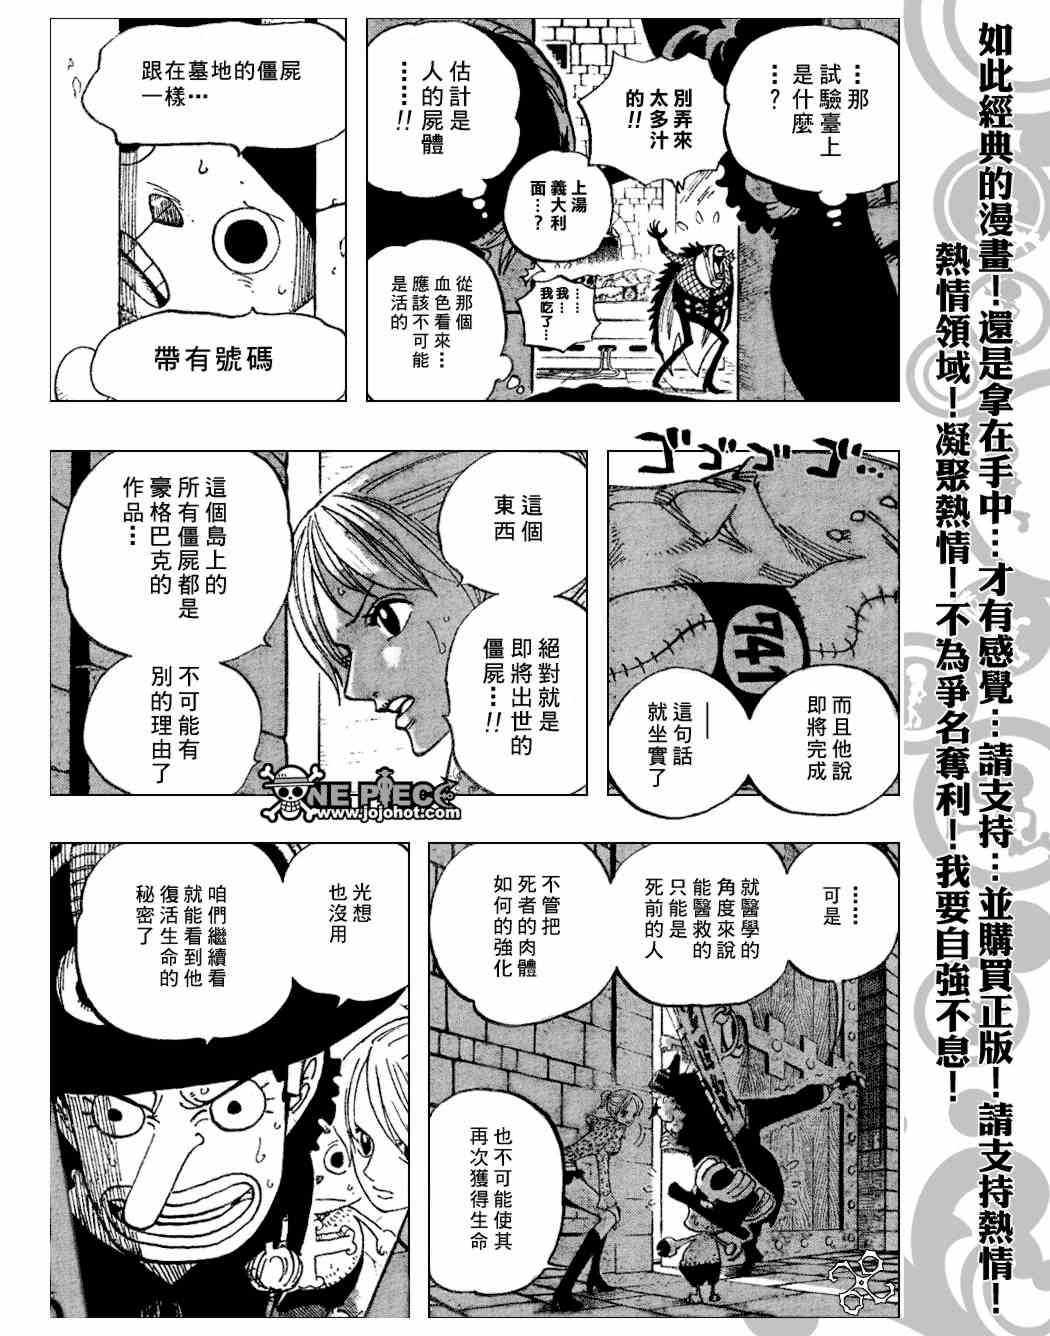 …那
試驗臺上
是什麼
…?
別弄來
太多汁
的!!
上湯
義大利
面…?
……
我…
我吃了…
估計是
人的屍體
……!!
從那個
血色看來…
應該不可能
是活的
跟在墓地的僵屍
一樣…
帶有號碼
ゴゴゴゴ
741
而且他說
即將完成
——
這句話
就坐實了
這個
東西
絕對就是
即將出世的
僵屍…!!
這個島上的
所有僵屍都是
豪格巴克的
作品…
不可能有
別的理由了
ONE PIECE
www.jojohot.com
……
可是
就醫學的
角度來說
能醫救的
只能是
死前的人
不管把
死者的肉體
如何的強化
也不可能使其
再次獲得生命
光想
也沒用
咱們繼續看
就能看到他
復活生命的
秘密了
如此經典的漫畫！還是拿在手中…才有感覺…請支持…並購買正版！請支持熱情！
熱情領域！凝聚熱情！不為爭名奪利！我要自強不息！